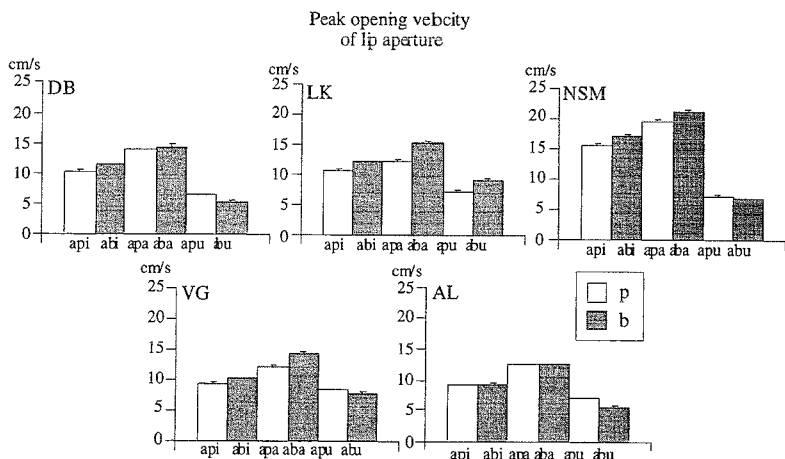 Peak opening velocity
of lip aperture
cm/s
25
20
15
10
5
0
DB
api abi apa aba apu abu
cm/s
25
20
15
10
5
0
LK
api abi apa aba apu abu
cm/s
25
20
15
10
5
0
NSM
api abi apa aba apu abu
cm/s
25
20
15
10
5
0
VG
api abi apa aba apu abu
cm/s
25
20
15
10
5
0
AL
api abi apa aba apu abu
p
b